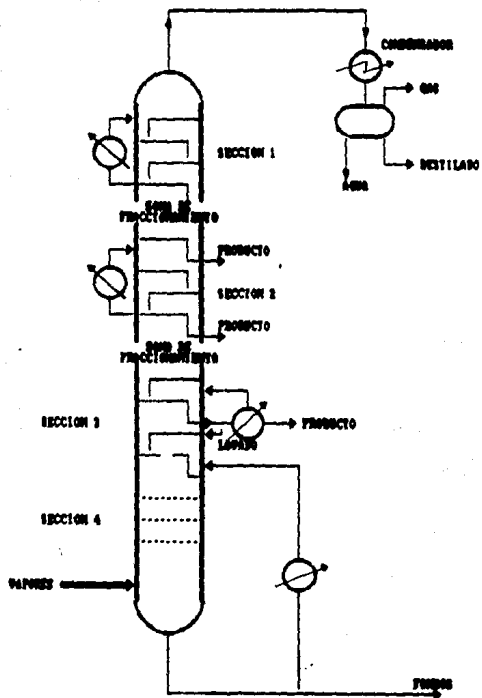 CONDENSADOR
GAS
DESTILADO
AGUA
SECCION 1
ZONA DE
FRACCIONAMIENTO
PRODUCTO
SECCION 2
PRODUCTO
ZONA DE
FRACCIONAMIENTO
SECCION 3
PRODUCTO
LAVADO
SECCION 4
VAPORES
FONDOS